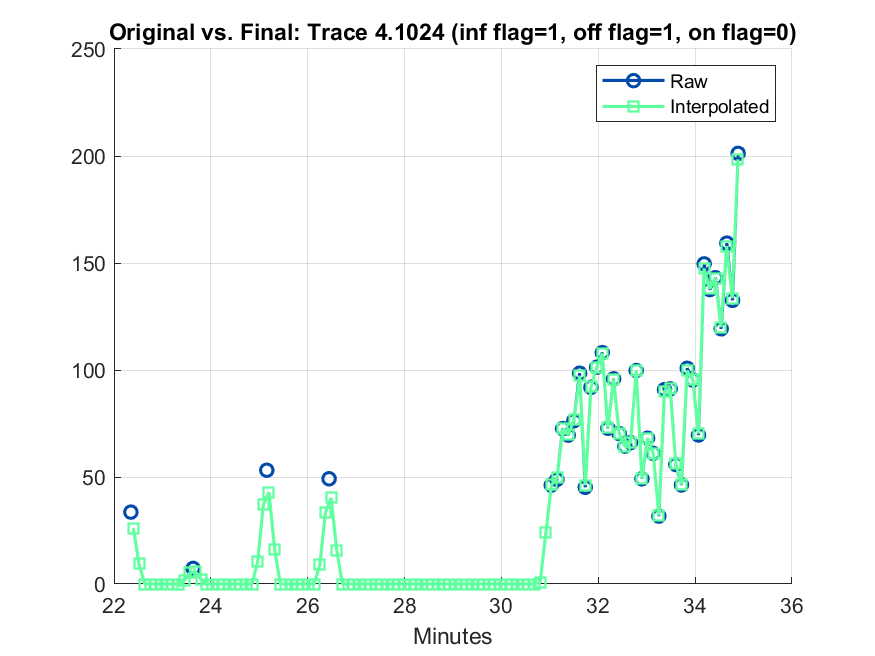 Original vs. Final: Trace 4.1024 (inf flag=1, off flag=1, on flag=0)
250
200
150
100
50
0
Raw
Interpolated
22 24 26 28 30 32 34 36
Minutes